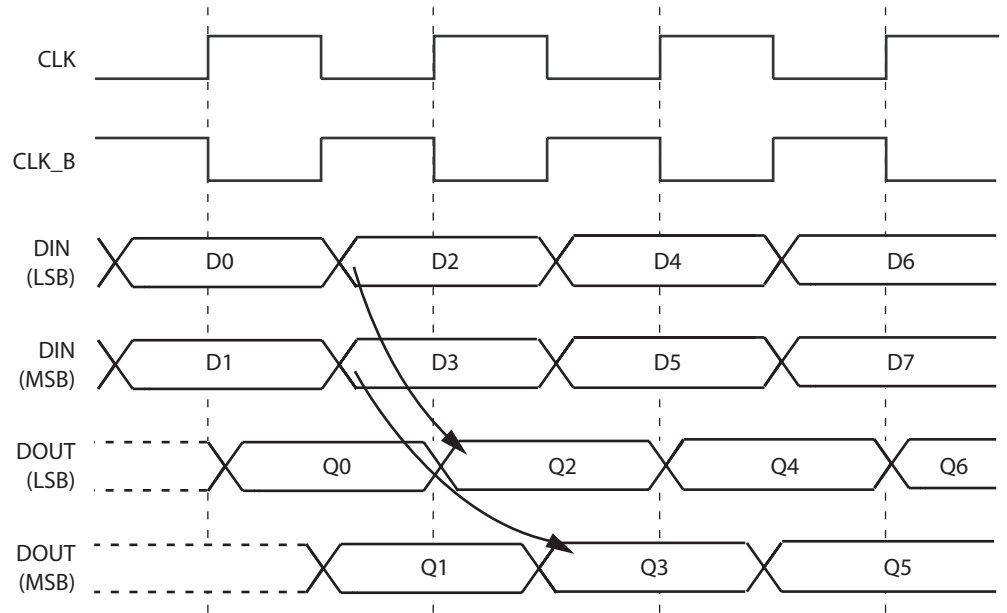 CLK
CLK_B
DIN
(LSB)
D0 D2 D4 D6
DIN
(MSB)
D1 D3 D5 D7
DOUT
(LSB)
Q0 Q2 Q4 Q6
DOUT
(MSB)
Q1 Q3 Q5